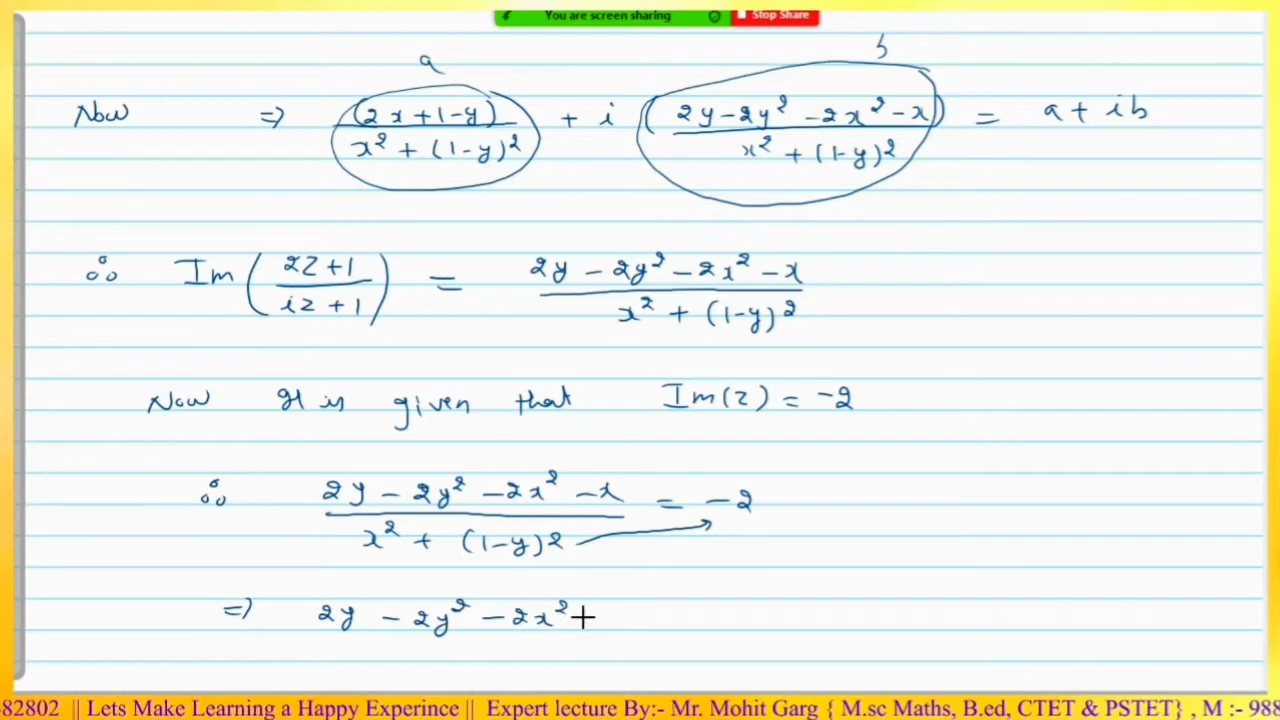 You are screen sharing Stop Share
a b
Now => (2x+1-y) / x² + (1-y)² + i (2y-2y²-2x²-x) / x² + (1-y)² = a + ib
∴ Im (2Z+1 / iZ+1) = 2y - 2y² - 2x² - x / x² + (1-y)²
Now It is given that Im(z) = -2
∴ 2y - 2y² - 2x² - x / x² + (1-y)² = -2
=> 2y - 2y² - 2x² +
-82802 || Lets Make Learning a Happy Experince || Expert lecture By:- Mr. Mohit Garg { M.sc Maths, B.ed, CTET & PSTET} , M :- 988